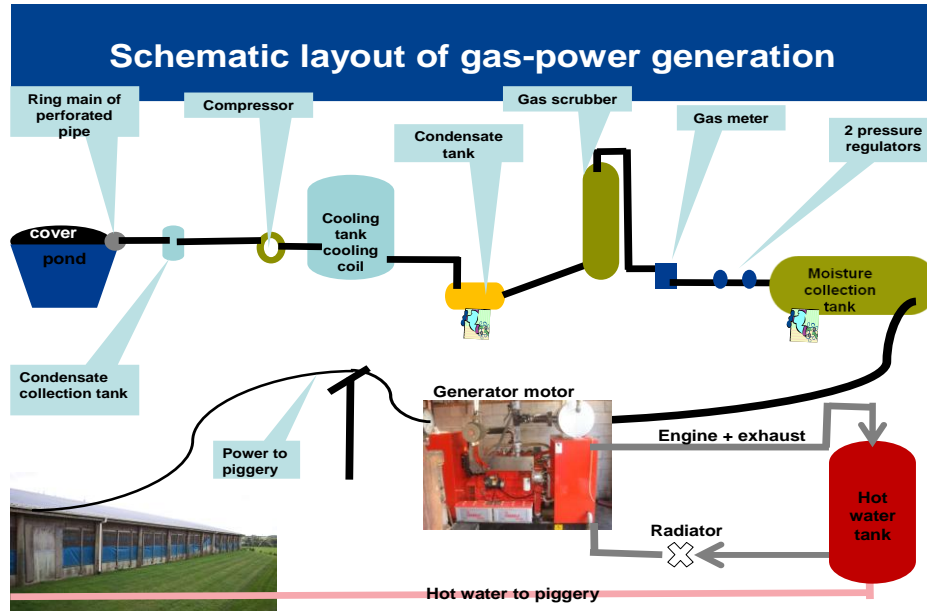 Schematic layout of gas-power generation
Ring main of
perforated
pipe
Compressor
Condensate
tank
Gas scrubber
Gas meter
2 pressure
regulators
cover
pond
Cooling
tank
cooling
coil
Moisture
collection
tank
Condensate
collection tank
Power to
piggery
Generator motor
Engine + exhaust
Hot
water
tank
Radiator
Hot water to piggery